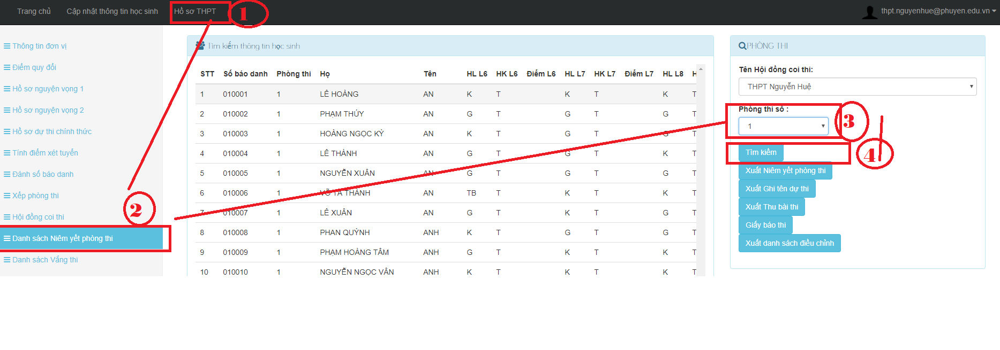 Trang chủ Cập nhật thông tin học sinh Hồ sơ THPT 1 thpt.nguyenhue@phuyen.edu.vn
Thông tin đơn vị
Điểm quy đổi
Hồ sơ nguyện vọng 1
Hồ sơ nguyện vọng 2
Hồ sơ dự thi chính thức
Tính điểm xét tuyển
Đánh số báo danh
Xếp phòng thi
2
Hội đồng coi thi
Danh sách Niêm yết phòng thi
Danh sách Vắng thi
Tìm kiếm thông tin học sinh
STT Số báo danh Phòng thi Họ Tên HL L6 HK L6 Điểm L6 HL L7 HK L7 Điểm L7 HL L8 H
1 010001 1 LÊ HOÀNG AN K T K T K T
2 010002 1 PHẠM THÚY AN G T G T G T
3 010003 1 HOÀNG NGỌC KỲ AN K T G T G T
4 010004 1 LÊ THÀNH AN G T G T K T
5 010005 1 NGUYỄN XUÂN AN G T G T G T
6 010006 1 VÕ TÁ THÀNH AN TB T K T K T
7 010007 1 LÊ XUÂN AN G T K T G T
8 010008 1 PHAN QUỲNH ANH K T G T G T
9 010009 1 PHẠM HOÀNG TÂM ANH G T K T K T
10 010010 1 NGUYỄN NGỌC VÂN ANH K T K T K T
PHÒNG THI
Tên Hội đồng coi thi:
THPT Nguyễn Huệ
Phòng thi số :
1 3
Tìm kiếm 4
Xuất Niêm yết phòng thi
Xuất Ghi tên dự thi
Xuất Thu bài thi
Giấy báo thi
Xuất danh sách điều chỉnh